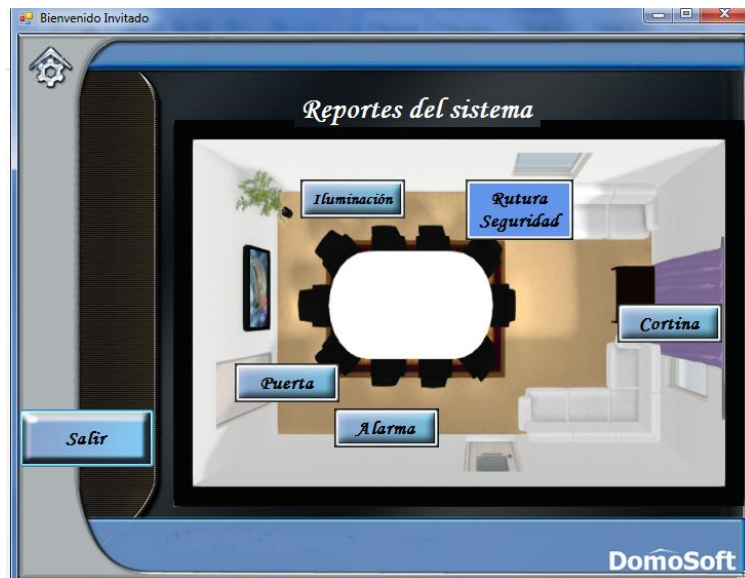 Bienvenido Invitado
Reportes del sistema
Iluminación
Rutura
Seguridad
Cortina
Puerta
Alarma
Salir
DomoSoft